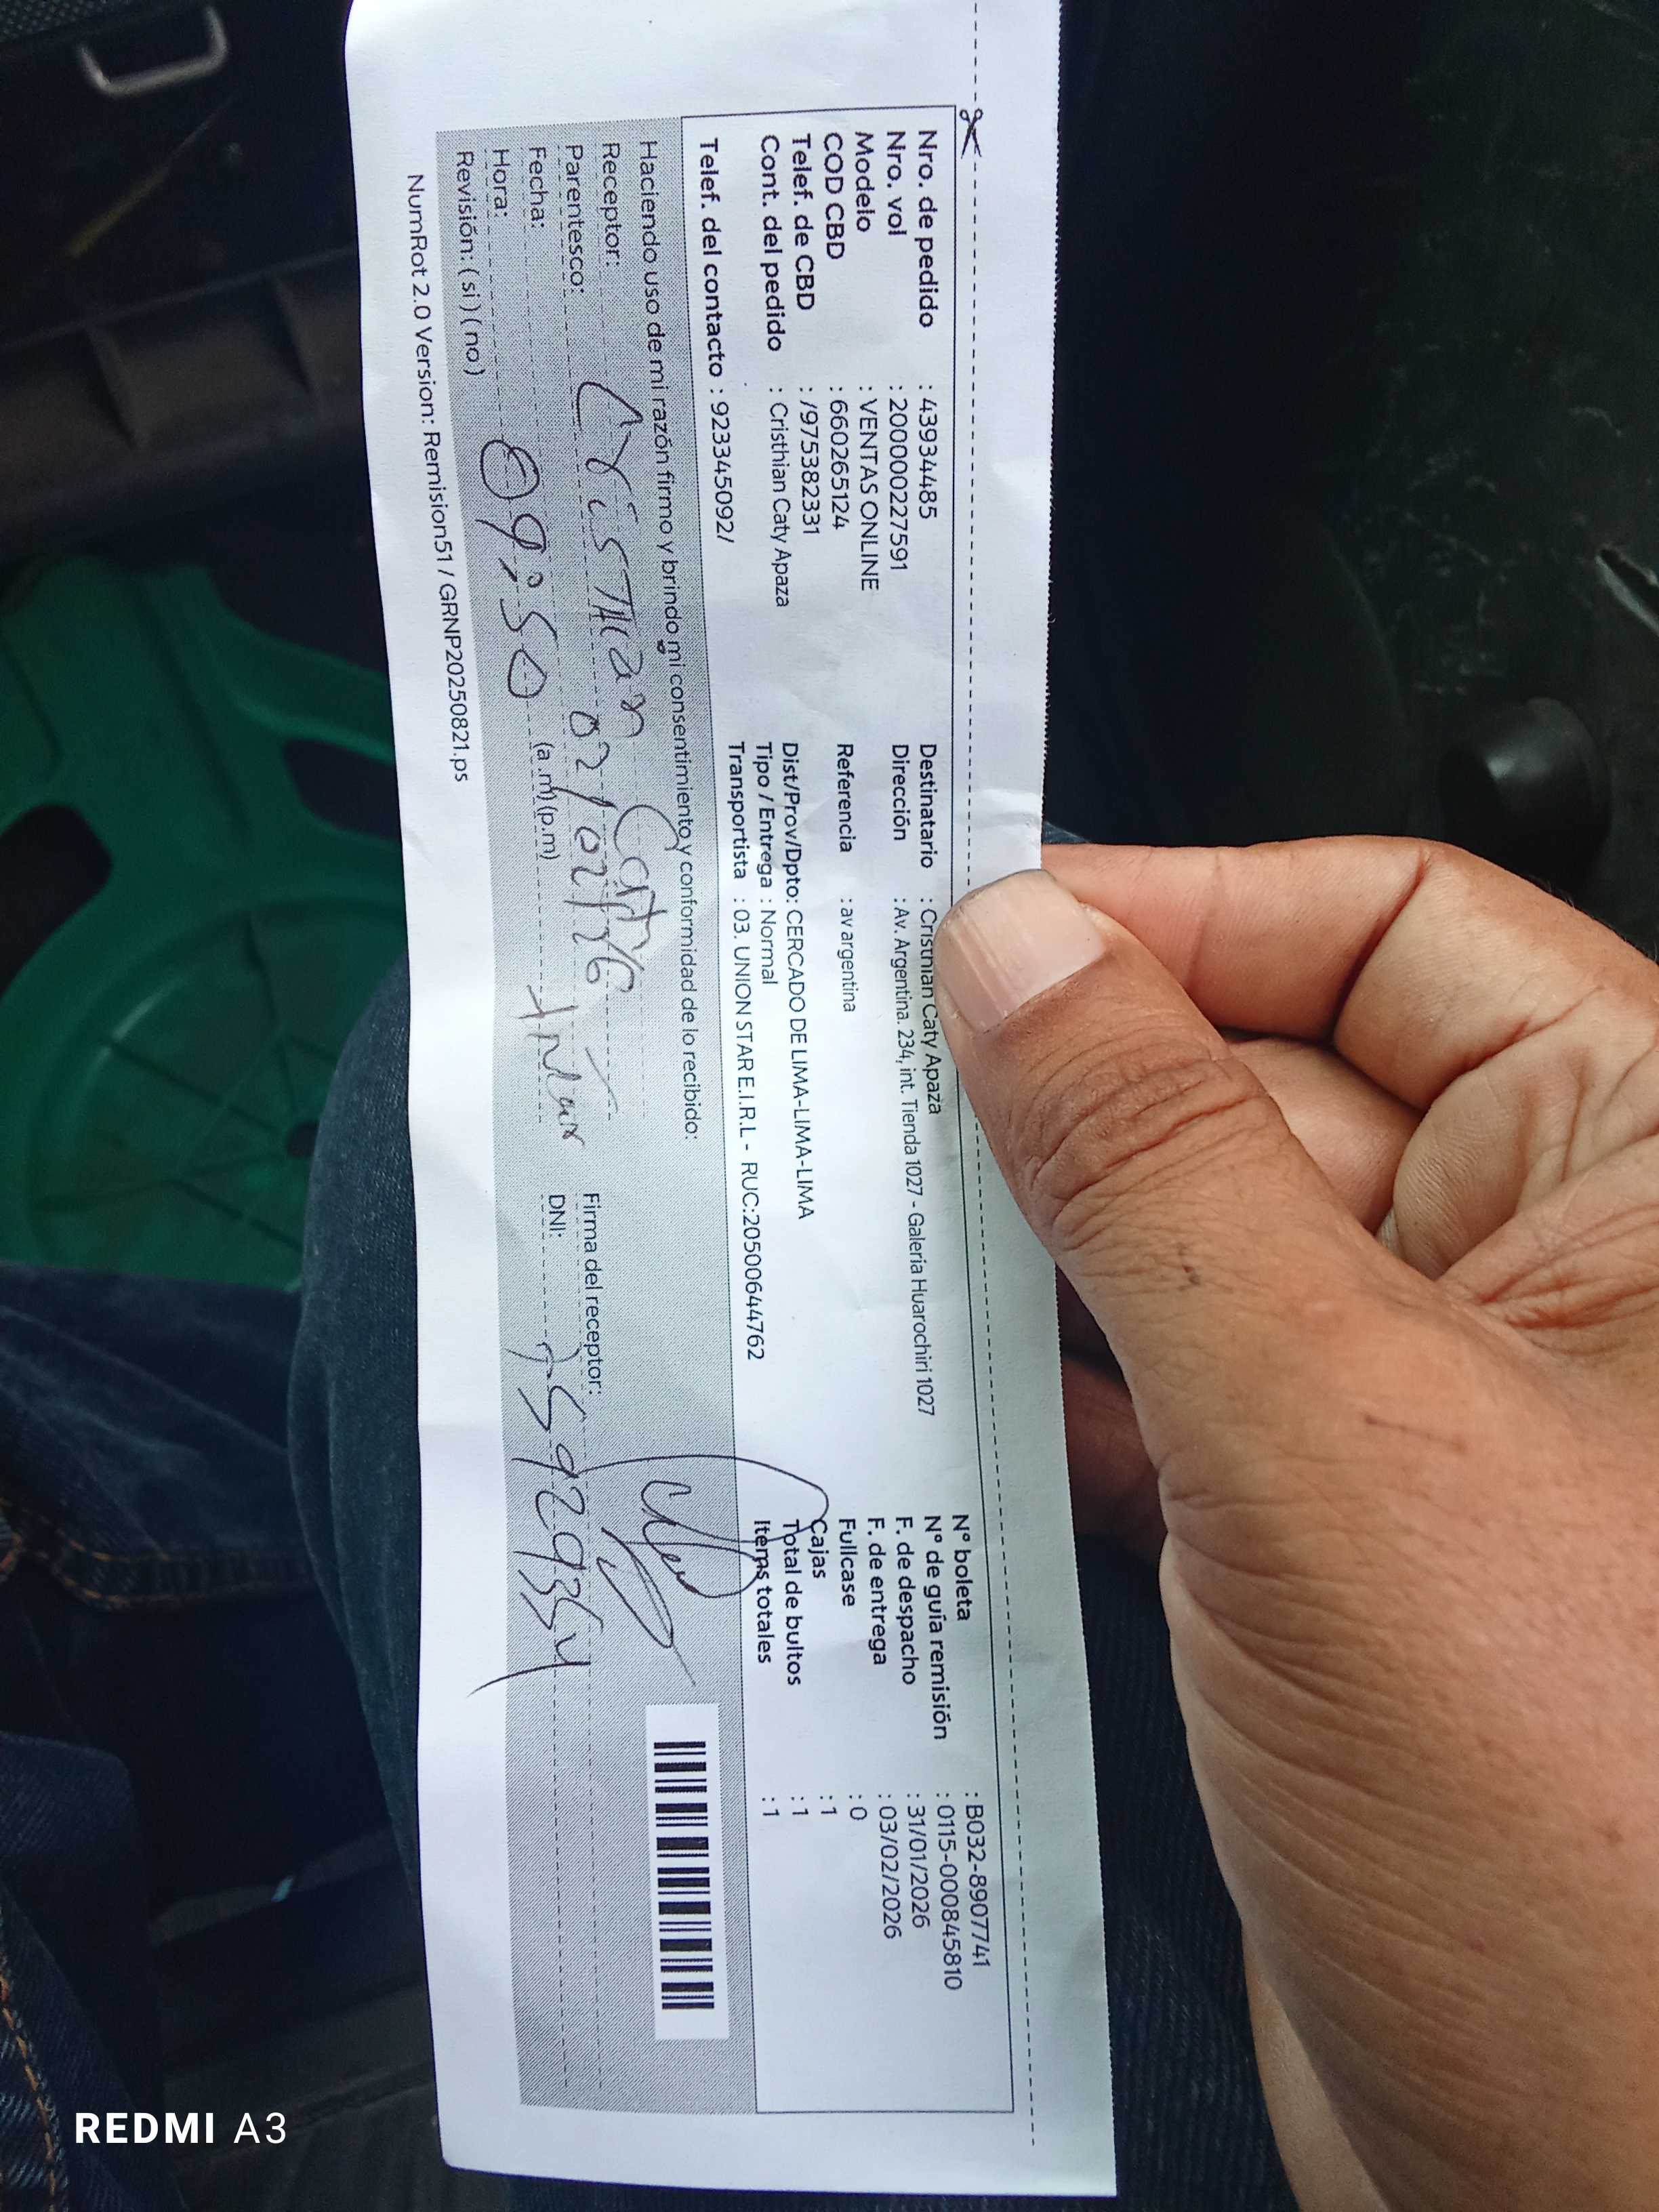 Nro. de pedido : 43934485
Nro. vol : 20000022759​1
Modelo : VENTAS ONLINE
COD CBD : 660265124
Telef. de CBD : /975382331
Cont. del pedido : Cristhian Caty Apaza
Telef. del contacto : 923345092/
Destinatario : Cristhian Caty Apaza
Dirección : Av. Argentina. 234, int. Tienda 1027 - Galeria Huarochiri 1027
Referencia : av argentina
Dist/Prov/Dpto: CERCADO DE LIMA-LIMA-LIMA
Tipo / Entrega : Normal
Transportista : 03. UNION STAR E.I.R.L - RUC:20500644762
N° boleta : B032-8907741
N° de guía remisión : 0115-000845810
F. de despacho : 31/01/2026
F. de entrega : 03/02/2026
Fullcase : 0
Cajas : 1
Total de bultos : 1
Items totales : 1
Haciendo uso de mi razón firmo y brindo mi consentimiento y conformidad de lo recibido:
Receptor: Cristhian Caty
Parentesco:
Fecha: 02/02/26
Hora: 09:50 (a .m) (p.m)
Revisión: ( si ) ( no )
Firma del receptor:
DNI:
NumRot 2.0 Version: Remision51 / GRNP20250821.ps
REDMI A3